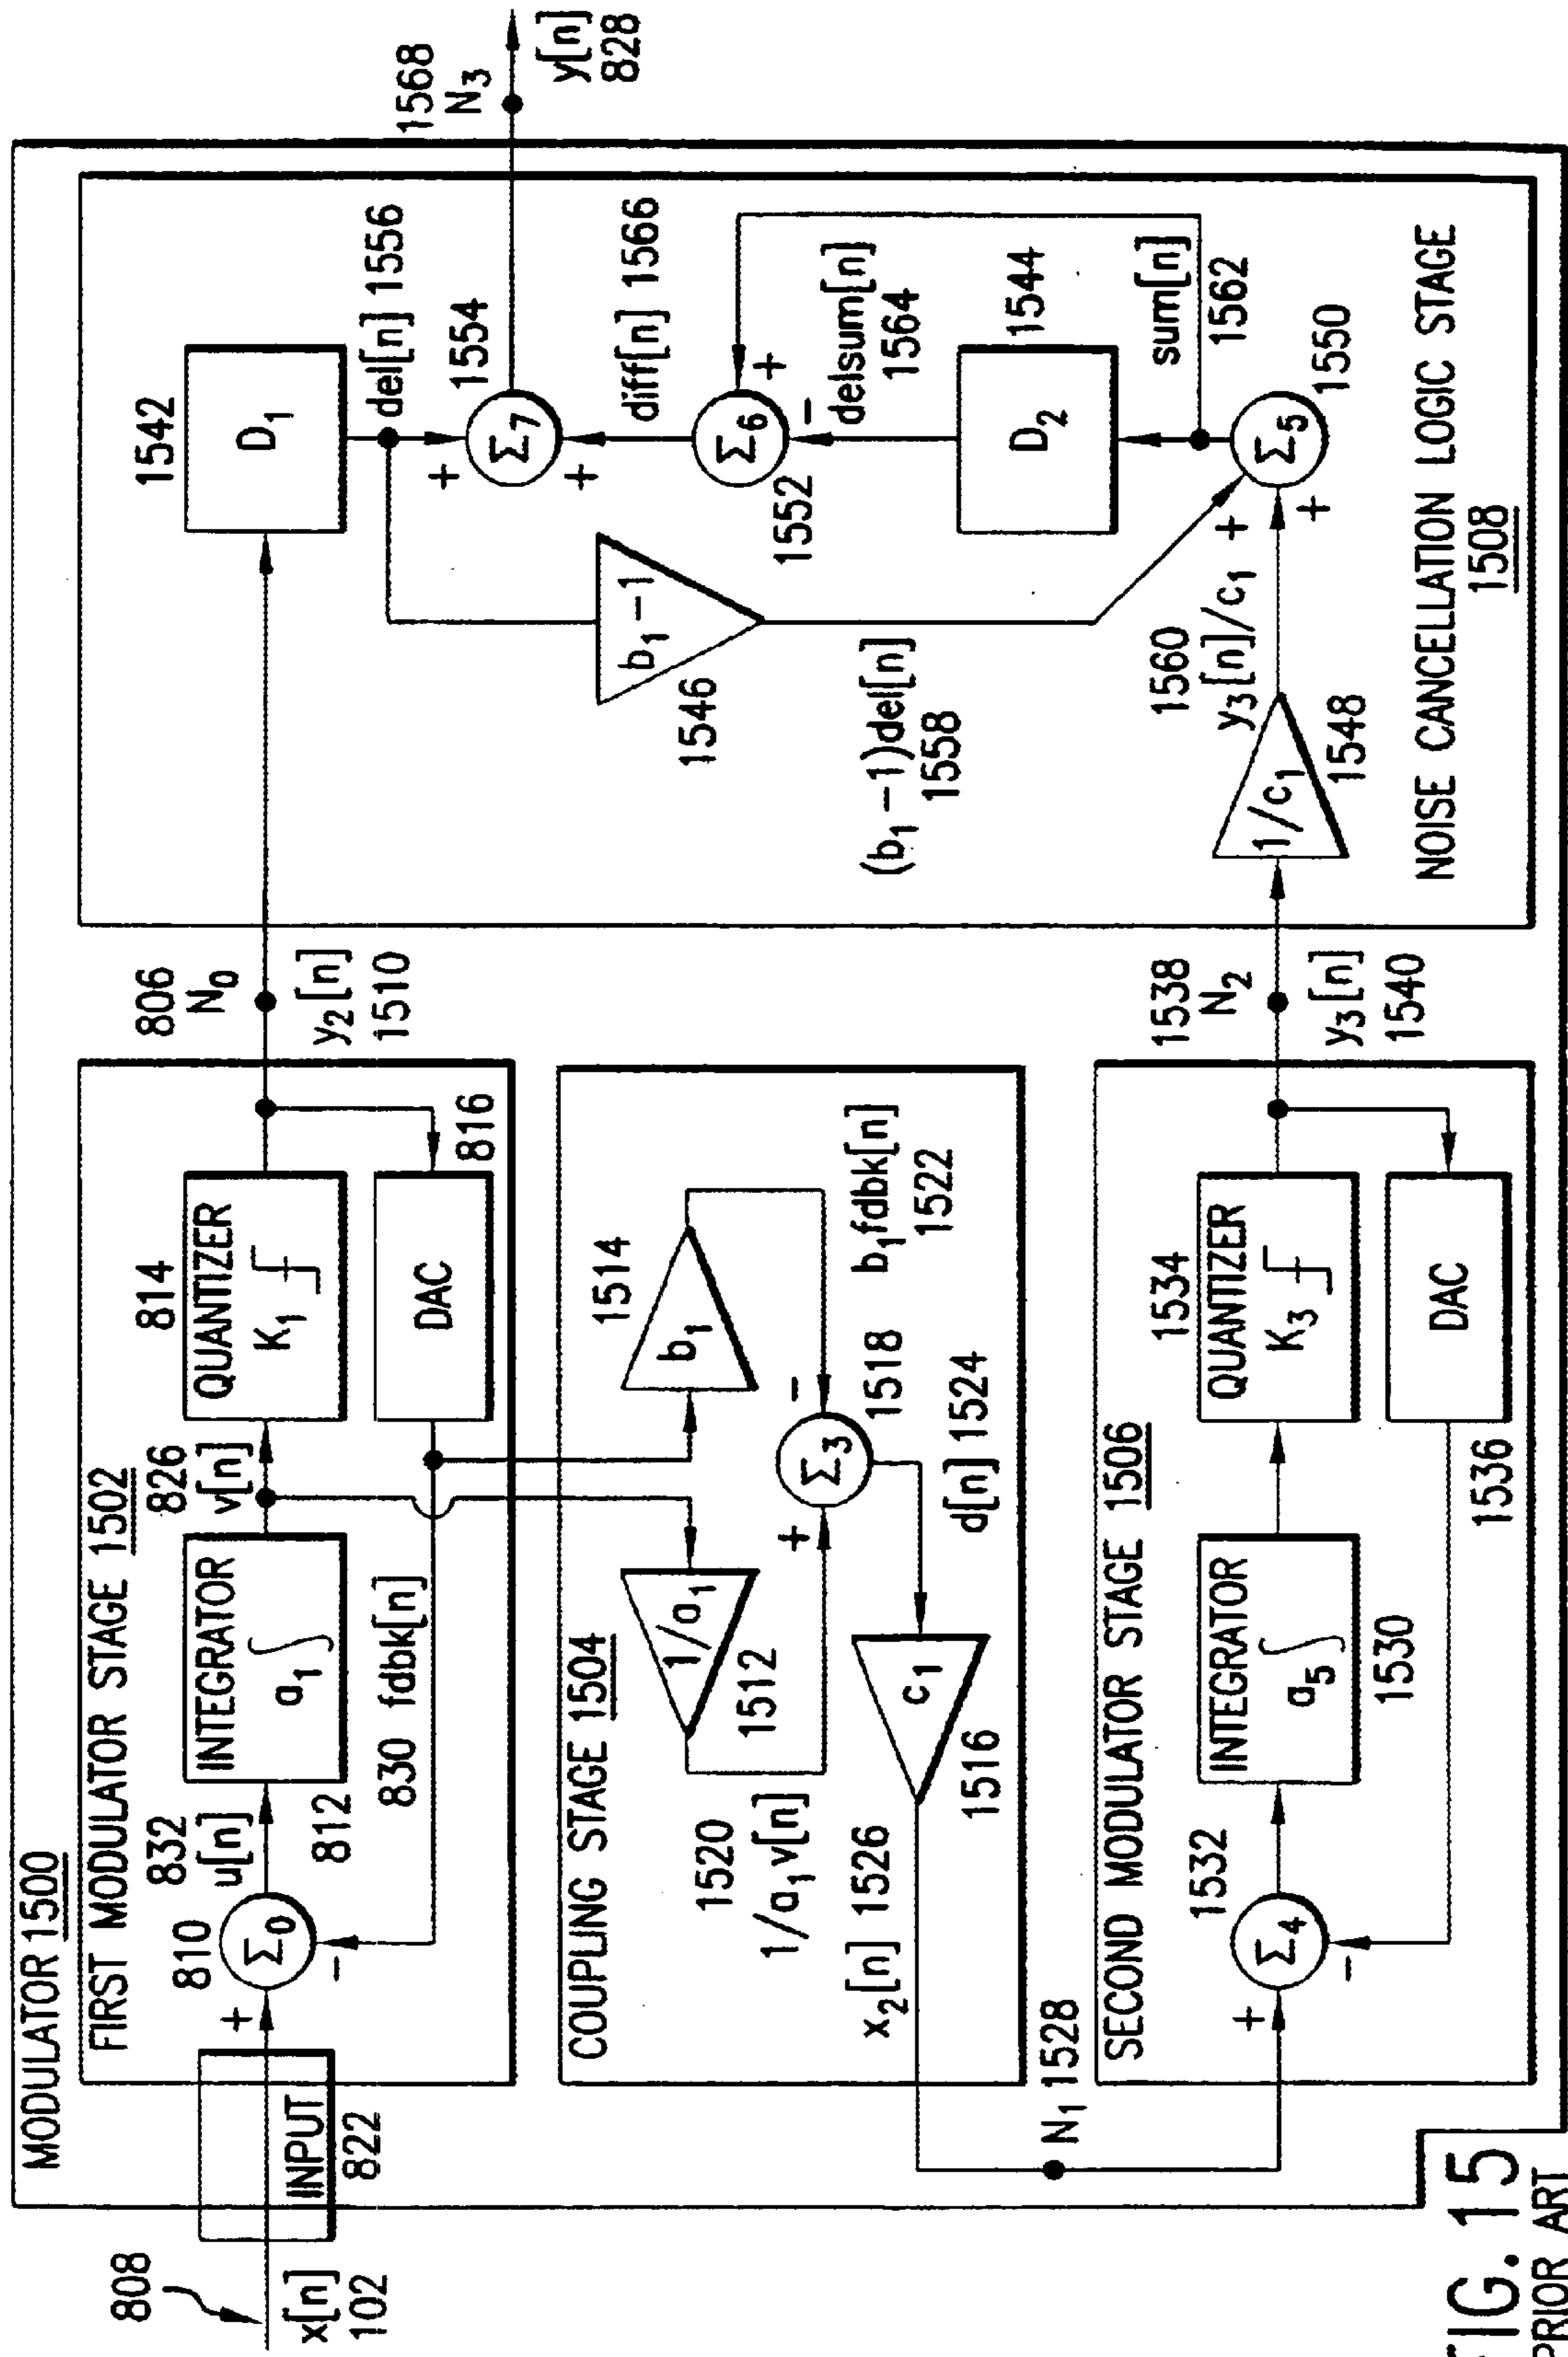 MODULATOR 1500
808
x[n]
102
INPUT
822
FIRST MODULATOR STAGE 1502
810
Σ0
+
−
832
u[n]
INTEGRATOR
a1 ∫
812
826
v[n]
814
QUANTIZER
K1
DAC
816
830 fdbk[n]
806
N0
y2[n]
1510
COUPLING STAGE 1504
1/a1
1512
1520
1/a1 v[n]
b1
1514
b1fdbk[n]
1522
+
−
Σ3
1518
d[n] 1524
c1
1516
x2[n] 1526
N1 1528
SECOND MODULATOR STAGE 1506
1532
Σ4
+
−
INTEGRATOR
a5 ∫
1530
1534
QUANTIZER
K3
DAC
1536
1538
N2
y3[n]
1540
1542
D1
del[n] 1556
+
Σ7
1554
+
diff[n] 1566
b1−1
1546
(b1−1)del[n]
1558
Σ6
1552
+
−
delsum[n]
1564
D2
1544
sum[n]
1562
Σ5
1550
+
+
1560
y3[n]/c1
1/c1
1548
NOISE CANCELLATION LOGIC STAGE
1508
1568
N3
y[n]
828
FIG. 15
PRIOR ART